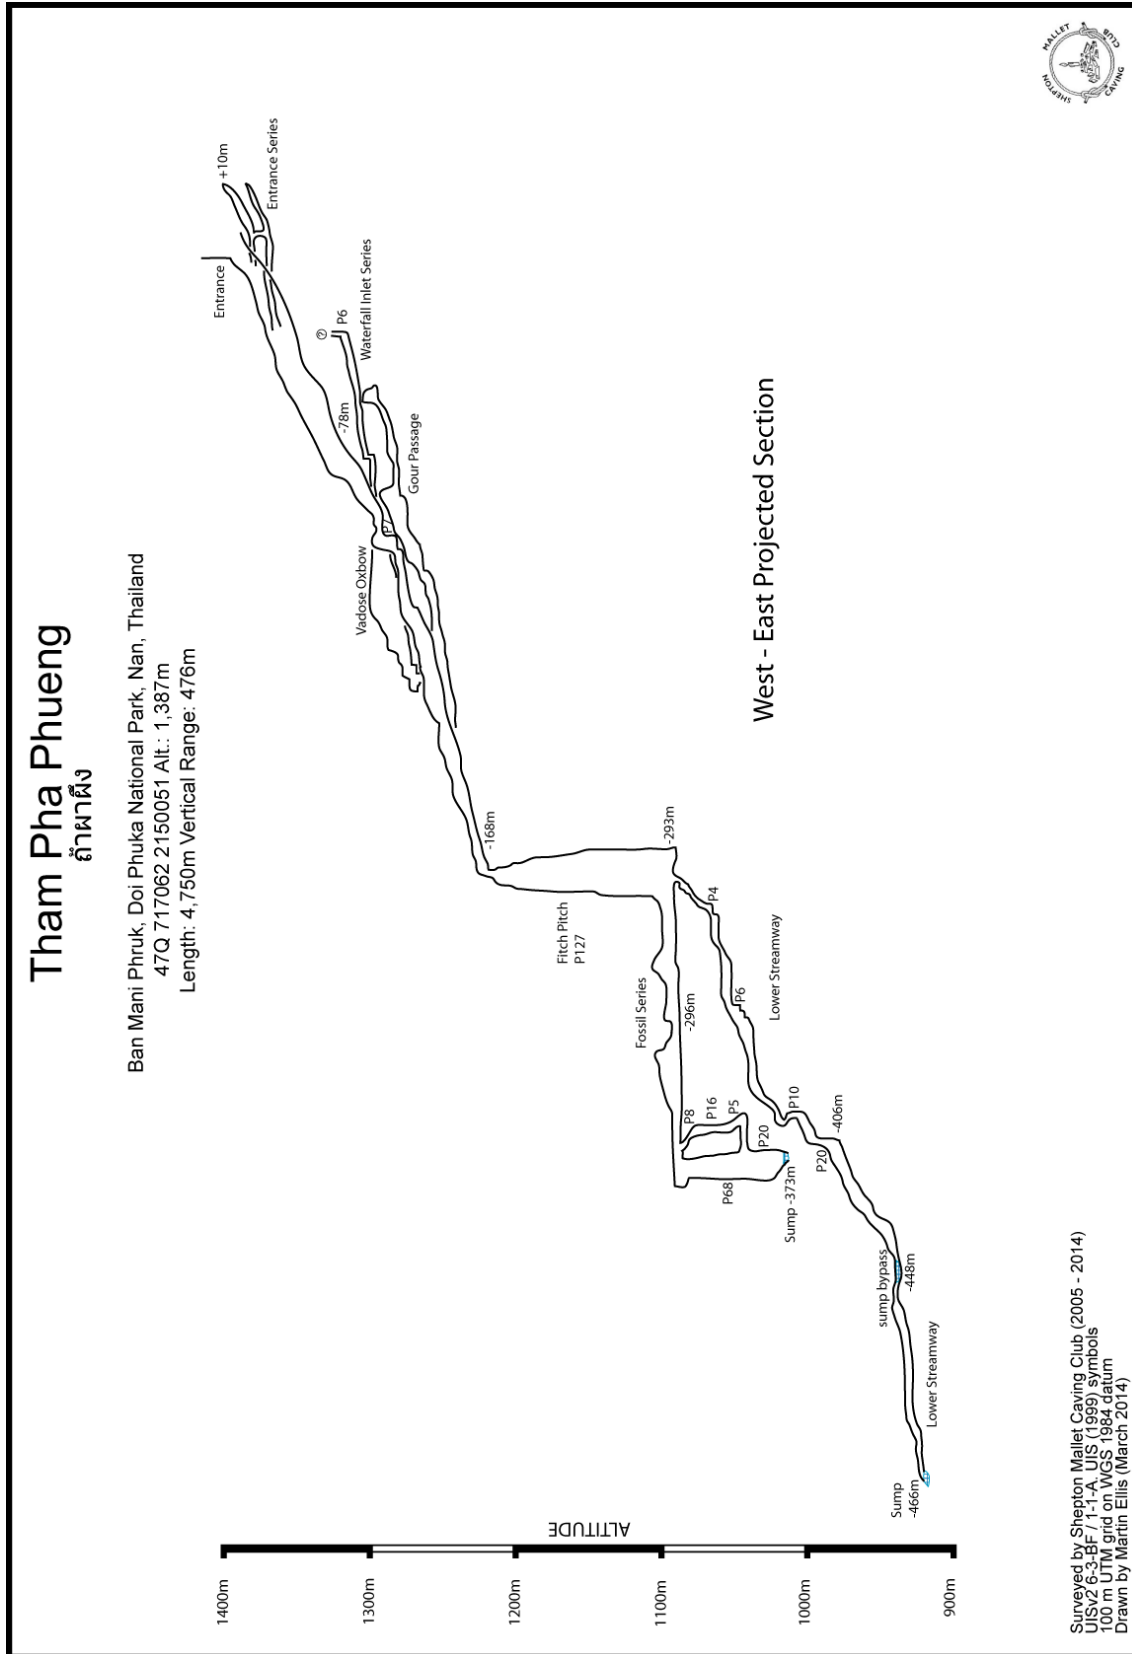 Tham Pha Phueng
ถ้ำผาผึ้ง
Ban Mani Phruk, Doi Phuka National Park, Nan, Thailand
47Q 717062 2150051 Alt.: 1,387m
Length: 4,750m Vertical Range: 476m
SHEPTON MALLET CAVING CLUB
1400m
1300m
1200m
1100m
1000m
900m
ALTITUDE
Entrance
+10m
Entrance Series
?
P6
Waterfall Inlet Series
-78m
Gour Passage
P7
Vadose Oxbow
-168m
Fitch Pitch
P127
-293m
Fossil Series
-296m
P4
P6
Lower Streamway
P8
P16
P5
P20
P68
Sump -373m
P10
P20
-406m
sump bypass
-448m
Lower Streamway
Sump
-466m
West - East Projected Section
Surveyed by Shepton Mallet Caving Club (2005 - 2014)
UISv2 6-3-BF / 1-1-A. UIS (1999) symbols
100 m UTM grid on WGS 1984 datum
Drawn by Martin Ellis (March 2014)